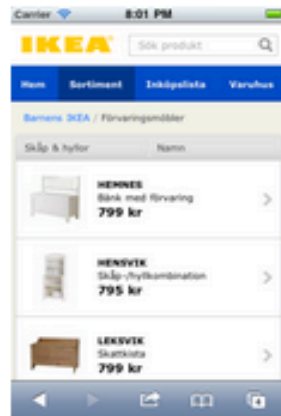 Carrier 8:01 PM
IKEA Sök produkt
Hem Sortiment Inköpslista Varuhus
Barnens IKEA / Förvaringsmöbler
Skåp & hyllor Namn
HEMNES
Bänk med förvaring
799 kr
HENSVIK
Skåp-/hyllkombination
795 kr
LEKSVIK
Skattkista
799 kr